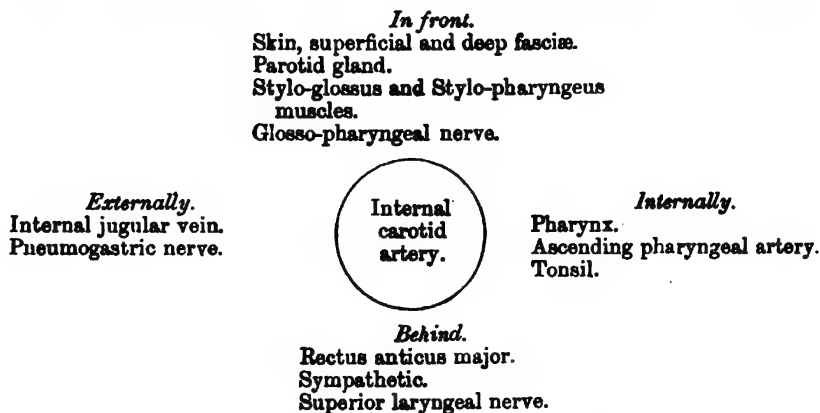 In front.
Skin, superficial and deep fasciæ.
Parotid gland.
Stylo-glossus and Stylo-pharyngeus
muscles.
Glosso-pharyngeal nerve.
Externally.
Internal jugular vein.
Pneumogastric nerve.
Internal
carotid
artery.
Internally.
Pharynx.
Ascending pharyngeal artery.
Tonsil.
Behind.
Rectus anticus major.
Sympathetic.
Superior laryngeal nerve.